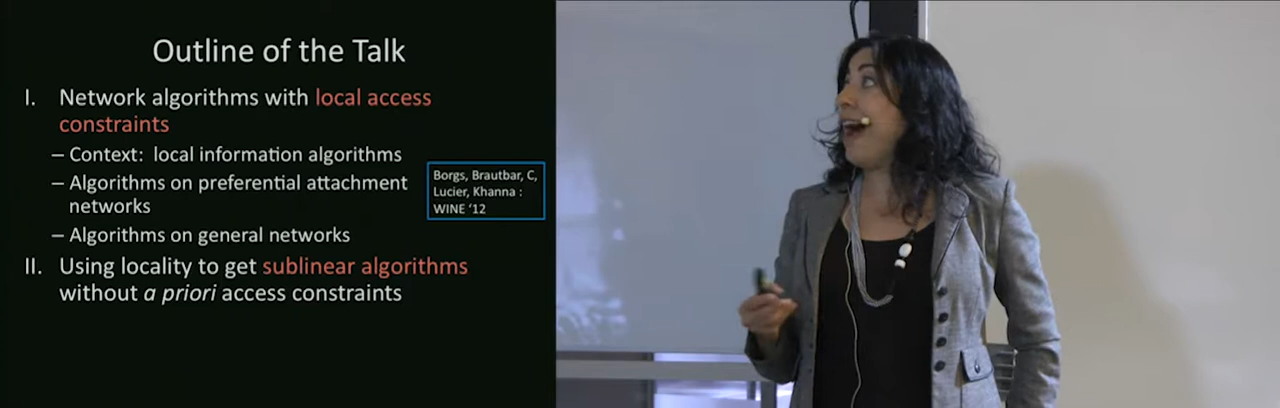 Outline of the Talk
I. Network algorithms with local access
constraints
– Context: local information algorithms
– Algorithms on preferential attachment
networks
– Algorithms on general networks
II. Using locality to get sublinear algorithms
without a priori access constraints
Borgs, Brautbar, C,
Lucier, Khanna :
WINE ‘12